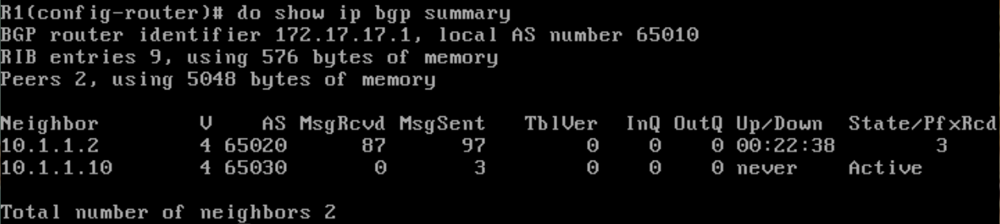 R1(config-router)# do show ip bgp summary
BGP router identifier 172.17.17.1, local AS number 65010
RIB entries 9, using 576 bytes of memory
Peers 2, using 5048 bytes of memory
Neighbor V AS MsgRcvd MsgSent TblVer InQ OutQ Up/Down State/PfxRcd
10.1.1.2 4 65020 87 97 0 0 0 00:22:38 3
10.1.1.10 4 65030 0 3 0 0 0 never Active
Total number of neighbors 2